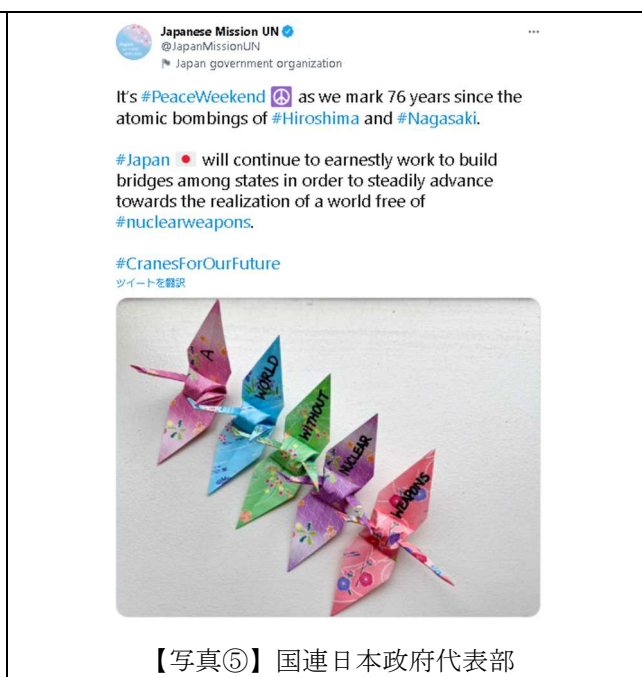 Japanese Mission UN
@JapanMissionUN
Japan government organization
It's #PeaceWeekend ☮ as we mark 76 years since the
atomic bombings of #Hiroshima and #Nagasaki.
#Japan 🇯🇵 will continue to earnestly work to build
bridges among states in order to steadily advance
towards the realization of a world free of
#nuclearweapons.
#CranesForOurFuture
ツイートを翻訳
A
WORLD
WITHOUT
NUCLEAR
WEAPONS
【写真⑤】国連日本政府代表部